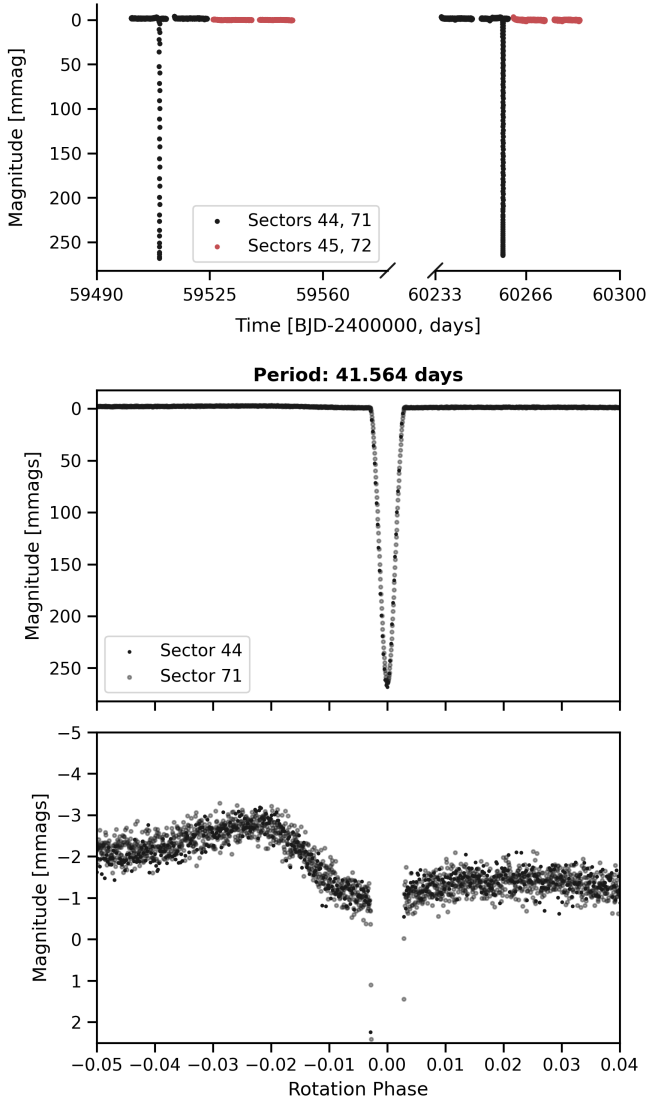 0
50
100
150
200
250
Magnitude [mmag]
Sectors 44, 71
Sectors 45, 72
59490 59525 59560 60233 60266 60300
Time [BJD-2400000, days]
Period: 41.564 days
0
50
100
150
200
250
Magnitude [mmags]
Sector 44
Sector 71
−5
−4
−3
−2
−1
0
1
2
Magnitude [mmags]
−0.05 −0.04 −0.03 −0.02 −0.01 0.00 0.01 0.02 0.03 0.04
Rotation Phase